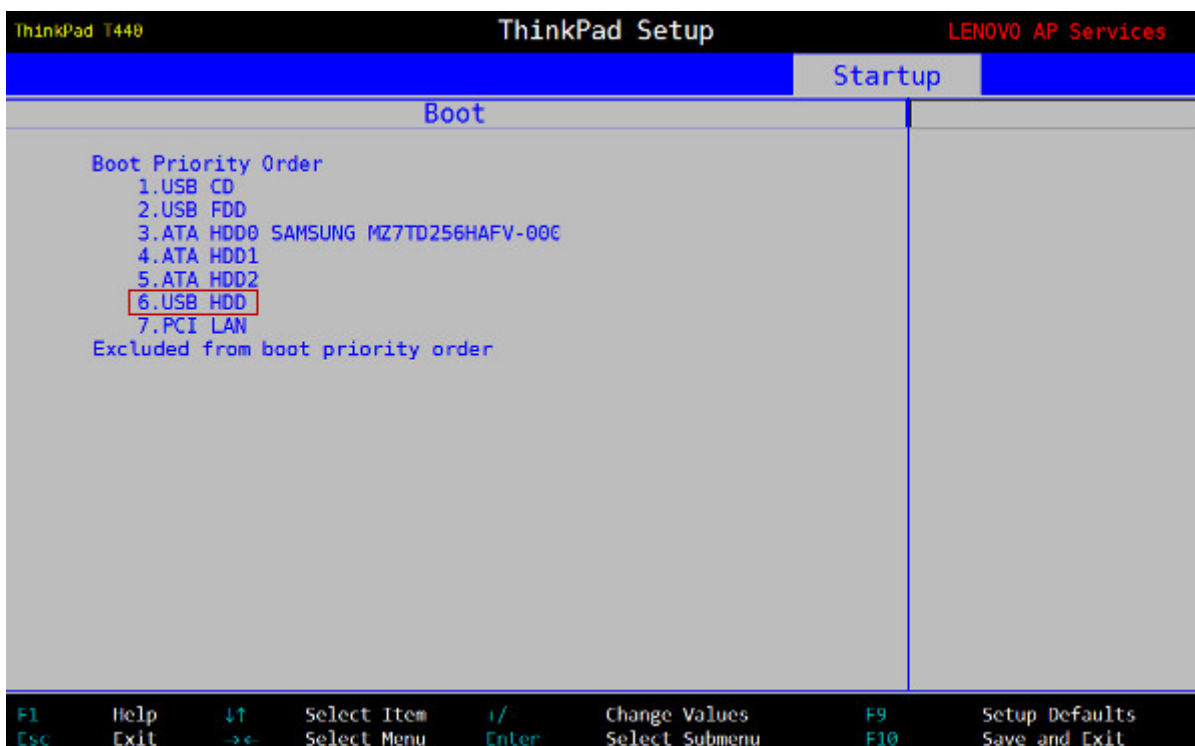 ThinkPad T440 ThinkPad Setup LENOVO AP Services
Startup
Boot
Boot Priority Order
1.USB CD
2.USB FDD
3.ATA HDD0 SAMSUNG MZ7TD256HAFV-000
4.ATA HDD1
5.ATA HDD2
6.USB HDD
7.PCI LAN
Excluded from boot priority order
F1 Help ↓↑ Select Item Change Values F9 Setup Defaults
Esc Exit →← Select Menu Enter Select Submenu F10 Save and Exit